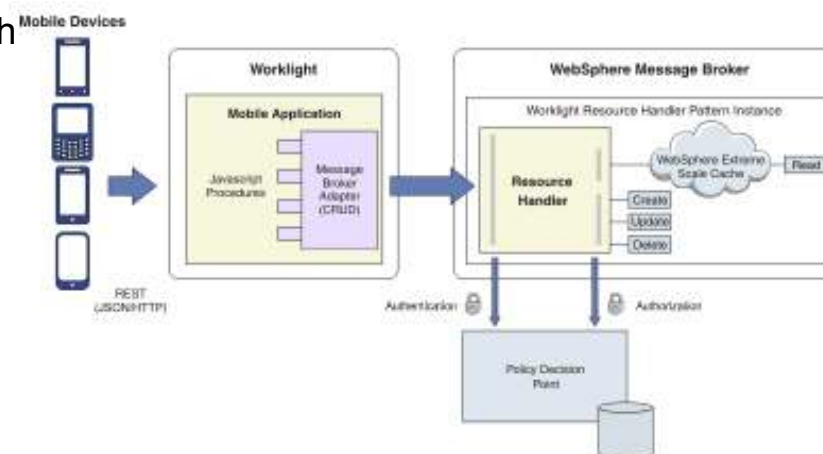 h
Mobile Devices
Worklight
WebSphere Message Broker
Mobile Application
Worklight Resource Handler Pattern Instance
Javascript
Procedures
Message
Broker
Adapter
(CRUD)
Resource
Handler
WebSphere Extreme
Scale Cache
Read
Create
Update
Delete
REST
(JSON/HTTP)
Authentication
Authorization
Policy Decision
Point